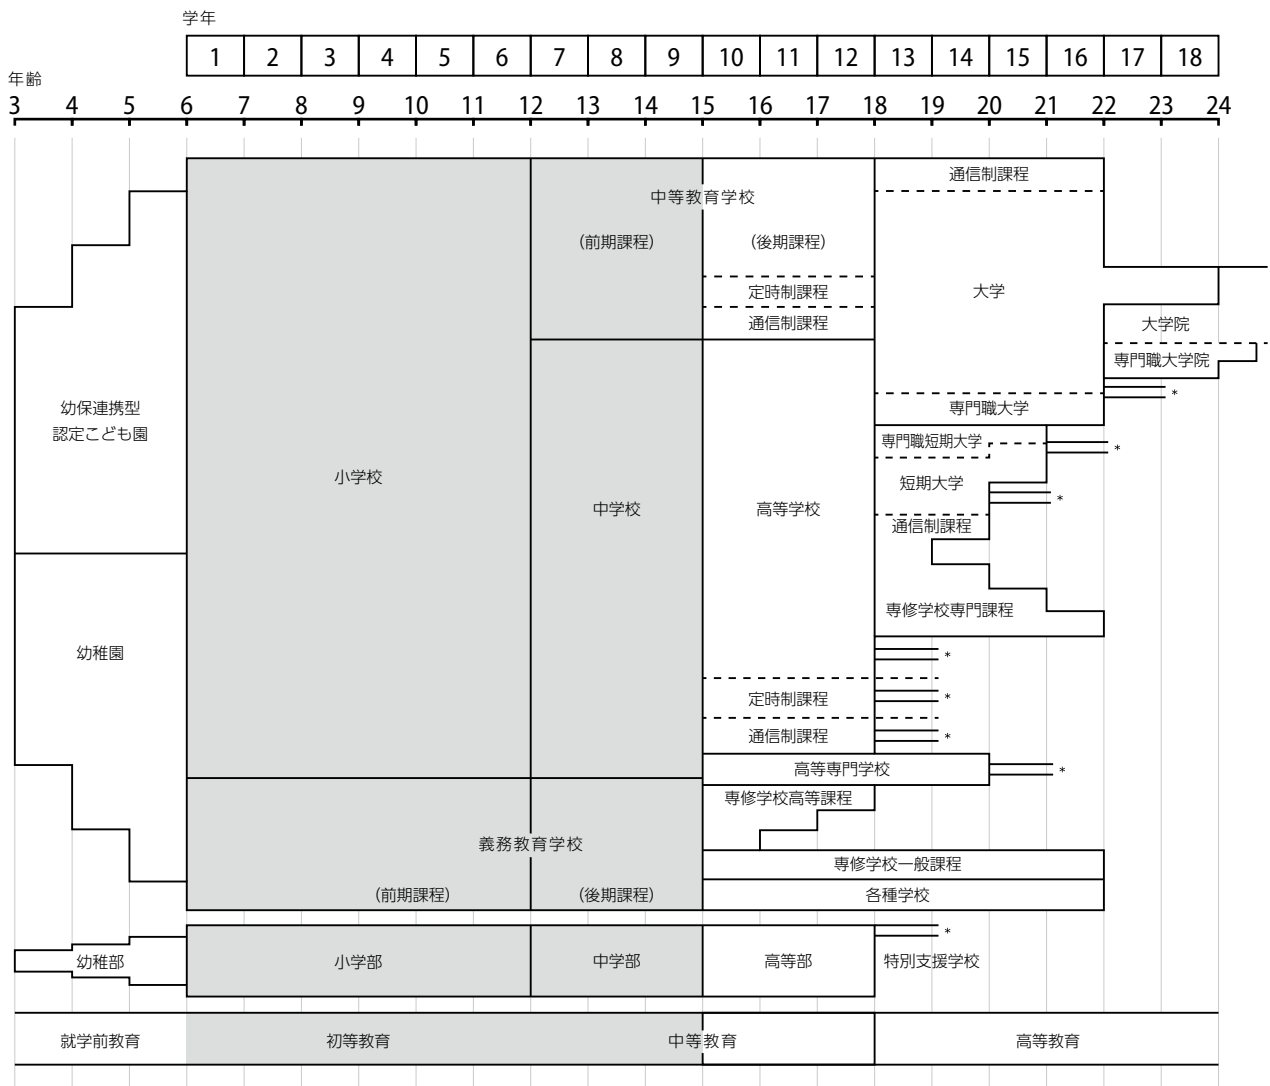 学年
1 2 3 4 5 6 7 8 9 10 11 12 13 14 15 16 17 18
年齢
3 4 5 6 7 8 9 10 11 12 13 14 15 16 17 18 19 20 21 22 23 24
幼保連携型
認定こども園
幼稚園
小学校
中等教育学校
(前期課程)
(後期課程)
定時制課程
通信制課程
中学校
高等学校
定時制課程
通信制課程
通信制課程
大学
大学院
専門職大学院
*
専門職大学
専門職短期大学
*
短期大学
*
通信制課程
専修学校専門課程
*
*
*
高等専門学校
*
専修学校高等課程
義務教育学校
(前期課程)
(後期課程)
専修学校一般課程
各種学校
幼稚部
小学部
中学部
高等部
*
特別支援学校
就学前教育
初等教育
中等教育
高等教育